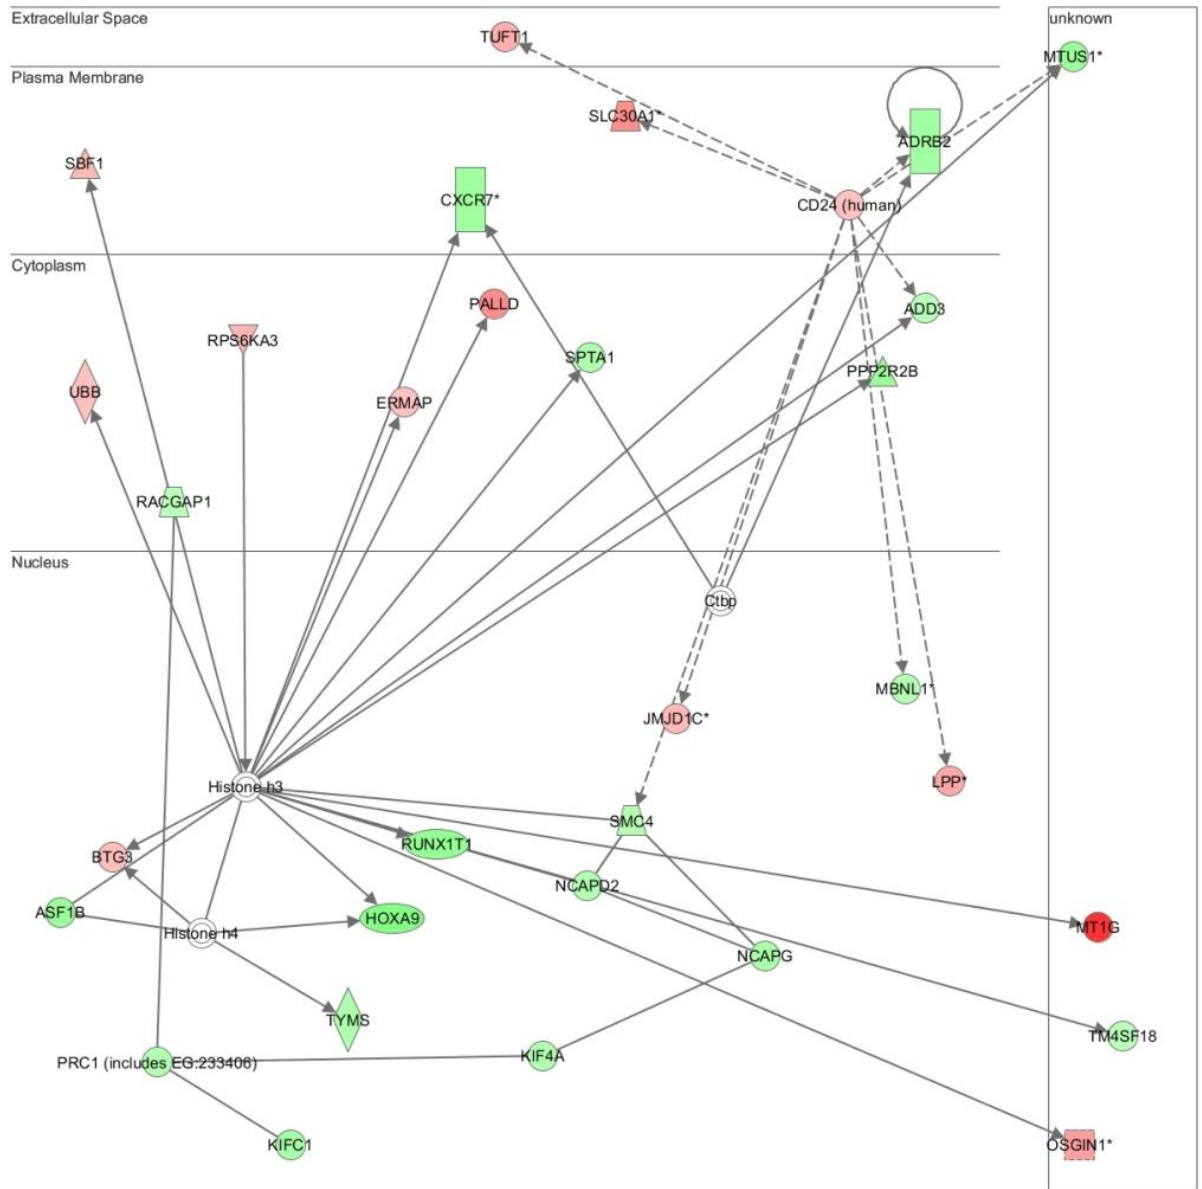 Extracellular Space
unknown
TUFT1
MTUS1*
Plasma Membrane
SLC30A1*
ADRB2
SBF1
CXCR7*
CD24 (human)
Cytoplasm
PALLD
ADD3
RPS6KA3
SPTA1
PPP2R2B
UBB
ERMAP
RACGAP1
Nucleus
Ctbp
MBNL1*
JMJD1C*
LPP*
Histone h3
SMC4
RUNX1T1
BTG3
NCAPD2
ASF1B
HOXA9
MT1G
Histone h4
NCAPG
TYMS
TM4SF18
KIF4A
PRC1 (includes EG:233406)
KIFC1
OSGIN1*